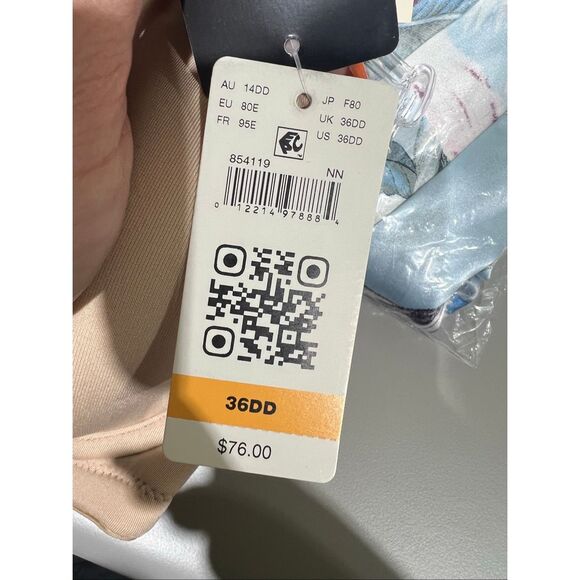 AU 14DD JP F80
EU 80E UK 36DD
FR 95E US 36DD
854119 NN
0 12214 97888 4
36DD
$76.00